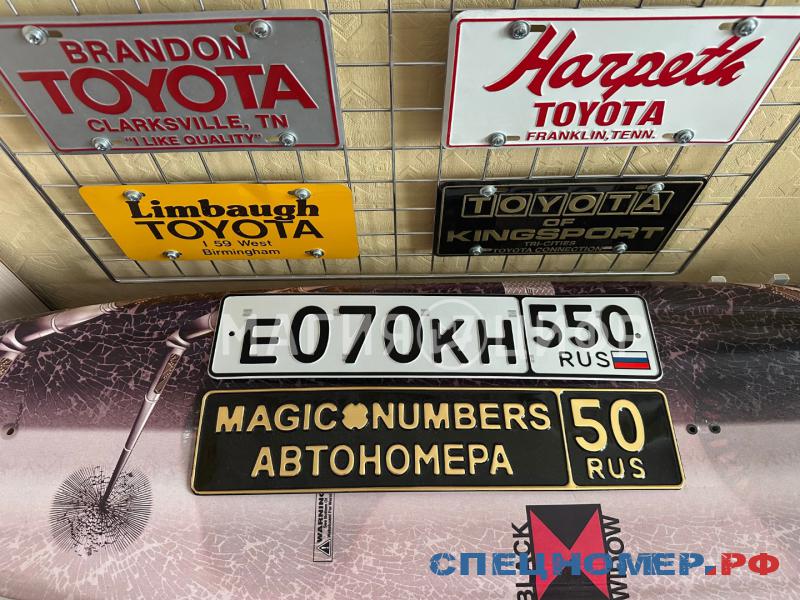 BRANDON
TOYOTA
CLARKSVILLE, TN
"I LIKE QUALITY"
Harpeth
TOYOTA
FRANKLIN, TENN.
Limbaugh
TOYOTA
I 59 West
Birmingham
TOYOTA
OF
KINGSPORT
TRI-CITIES
TOYOTA CONNECTION
Е070КН 550
RUS
MAGIC NUMBERS
АВТОНОМЕРА
50
RUS
WARNING
BLACK
WIDOW
СПЕЦНОМЕР.РФ